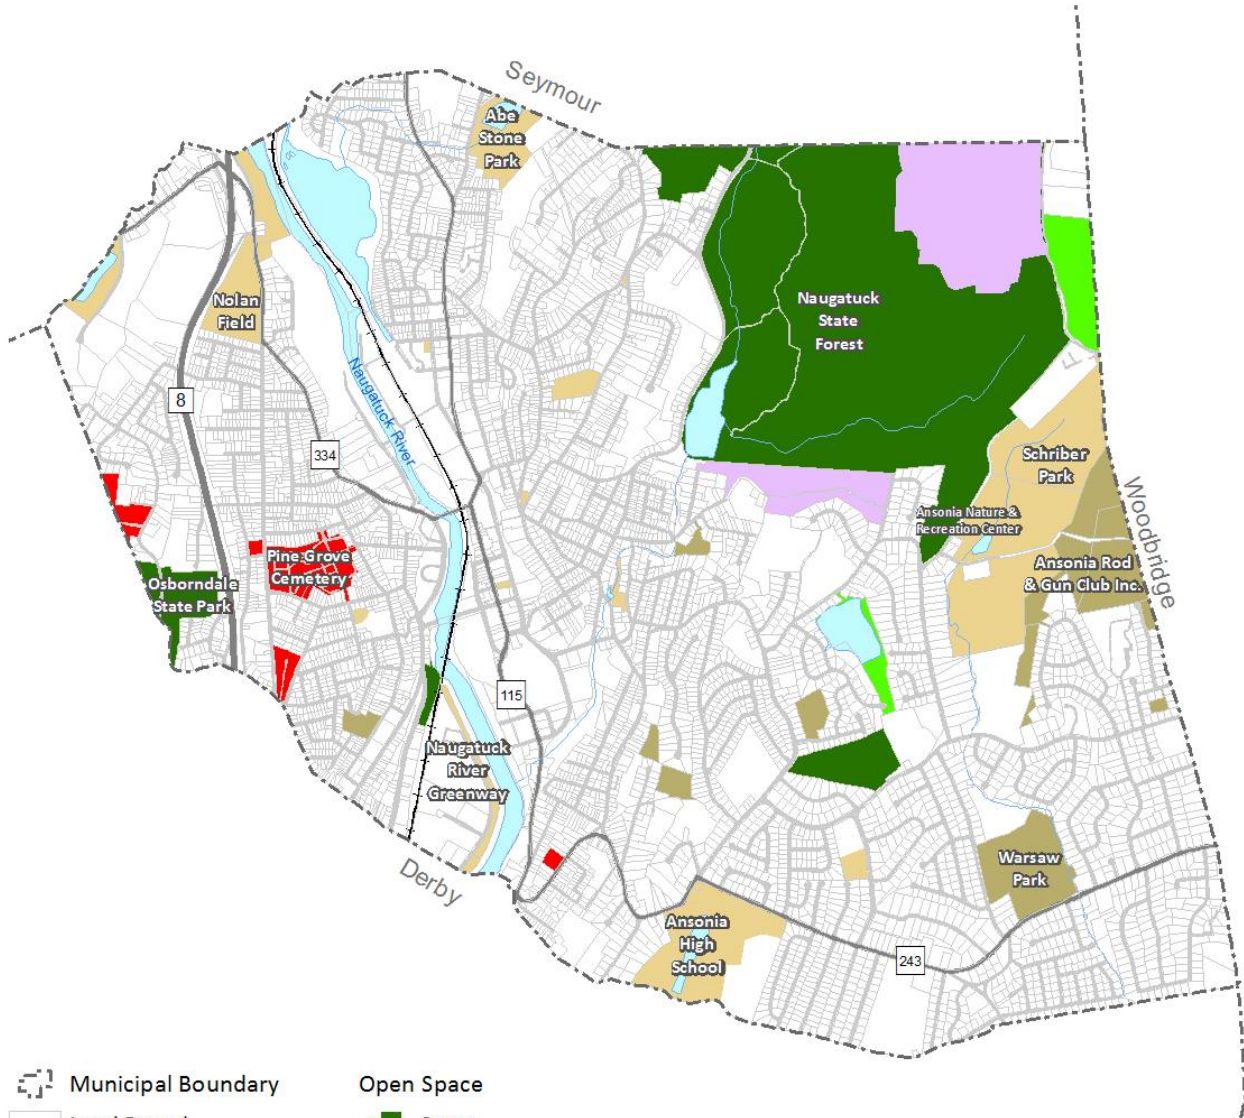 Seymour
Abe
Stone
Park
Nolan
Field
Naugatuck
State
Forest
8
Naugatuck River
334
Schriber
Park
Woodbridge
Ansonia Nature &
Recreation Center
Pine Grove
Cemetery
Osborndale
State Park
Ansonia Rod
& Gun Club Inc.
115
Naugatuck
River
Greenway
Derby
Warsaw
Park
Ansonia
High
School
243
Municipal Boundary
Open Space